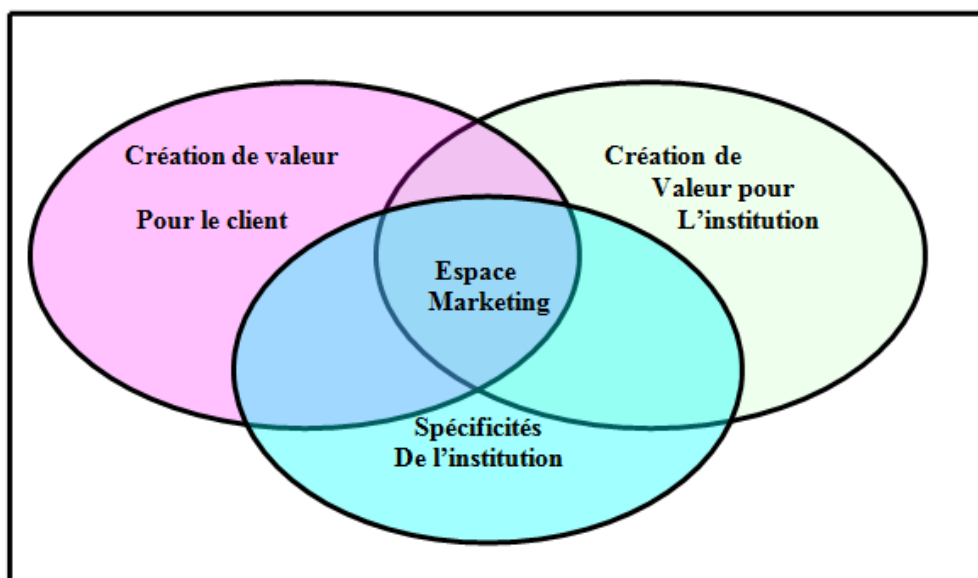 Création de valeur
Pour le client
Création de
Valeur pour
L'institution
Espace
Marketing
Spécificités
De l'institution